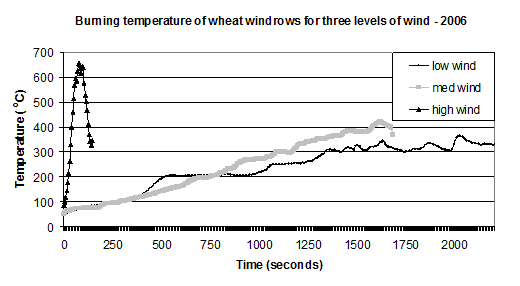 Burning temperature of wheat windrows for three levels of wind - 2006
700
600
500
400
300
200
100
0
Temperature (°C)
low wind
med wind
high wind
0 250 500 750 1000 1250 1500 1750 2000
Time (seconds)